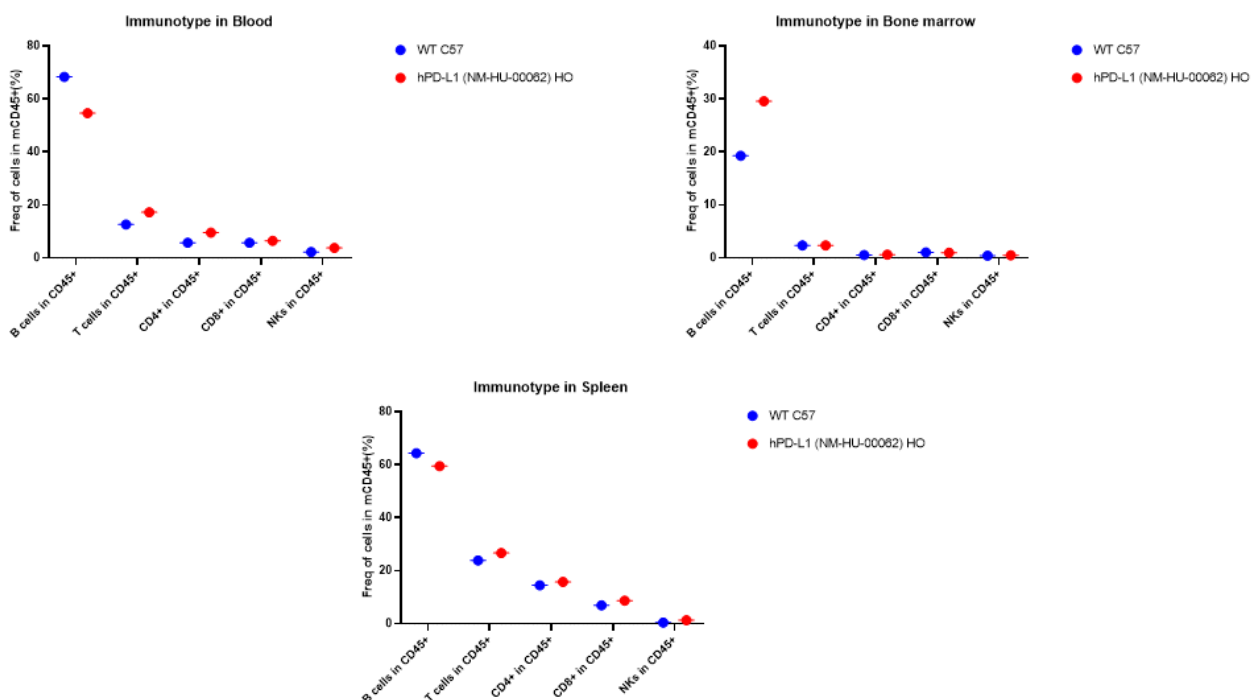 Immunotype in Blood
Freq of cells in mCD45+(%)
80
60
40
20
0
B cells in CD45+
T cells in CD45+
CD4+ in CD45+
CD8+ in CD45+
NKs in CD45+
WT C57
hPD-L1 (NM-HU-00062) HO
Immunotype in Bone marrow
Freq of cells in mCD45+(%)
40
30
20
10
0
B cells in CD45+
T cells in CD45+
CD4+ in CD45+
CD8+ in CD45+
NKs in CD45+
WT C57
hPD-L1 (NM-HU-00062) HO
Immunotype in Spleen
Freq of cells in mCD45+(%)
80
60
40
20
0
B cells in CD45+
T cells in CD45+
CD4+ in CD45+
CD8+ in CD45+
NKs in CD45+
WT C57
hPD-L1 (NM-HU-00062) HO